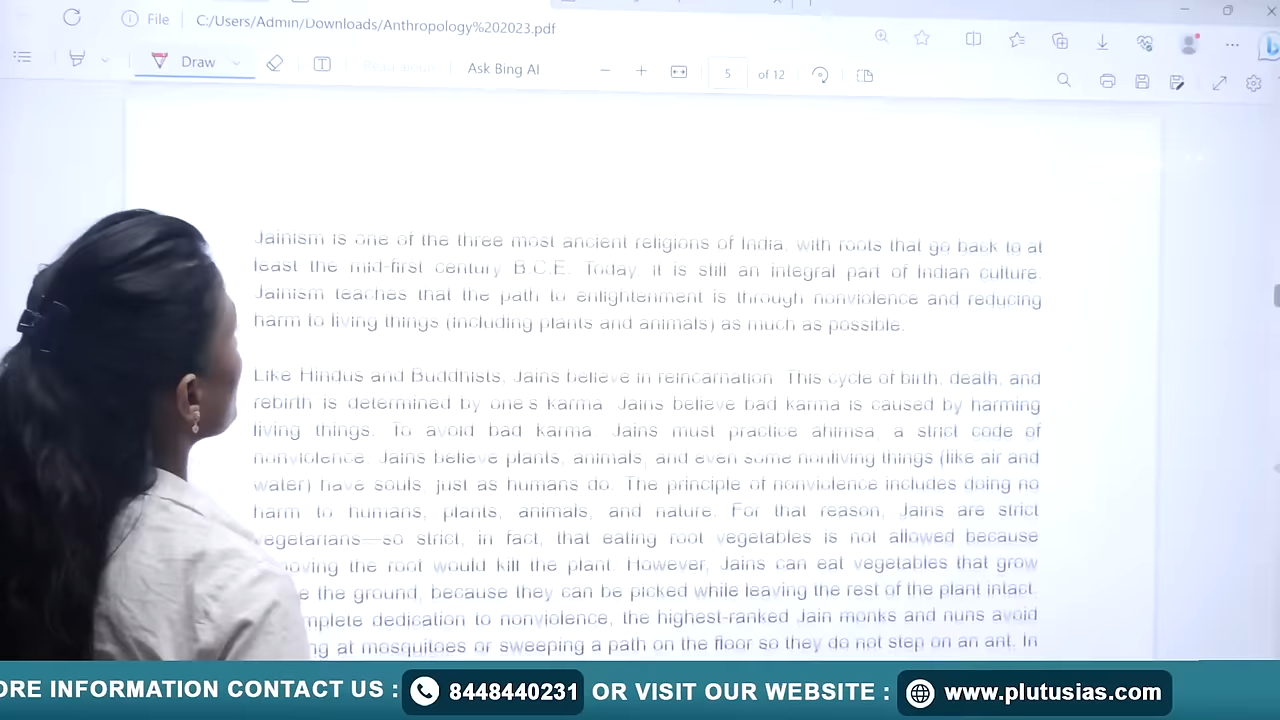 File C:/Users/Admin/Downloads/Anthropology%202023.pdf
Draw Read aloud Ask Bing AI 5 of 12
Jainism is one of the three most ancient religions of India, with roots that go back to at
least the mid-first century B.C.E. Today, it is still an integral part of Indian culture.
Jainism teaches that the path to enlightenment is through nonviolence and reducing
harm to living things (including plants and animals) as much as possible.
Like Hindus and Buddhists, Jains believe in reincarnation. This cycle of birth, death, and
rebirth is determined by one's karma. Jains believe bad karma is caused by harming
living things. To avoid bad karma, Jains must practice ahimsa, a strict code of
nonviolence. Jains believe plants, animals, and even some nonliving things (like air and
water) have souls, just as humans do. The principle of nonviolence includes doing no
harm to humans, plants, animals, and nature. For that reason, Jains are strict
vegetarians—so strict, in fact, that eating root vegetables is not allowed because
the root would kill the plant. However, Jains can eat vegetables that grow
the ground, because they can be picked while leaving the rest of the plant intact.
dedication to nonviolence, the highest-ranked Jain monks and nuns avoid
at mosquitoes or sweeping a path on the floor so they do not step on an ant. In
ORE INFORMATION CONTACT US : 8448440231 OR VISIT OUR WEBSITE : www.plutusias.com